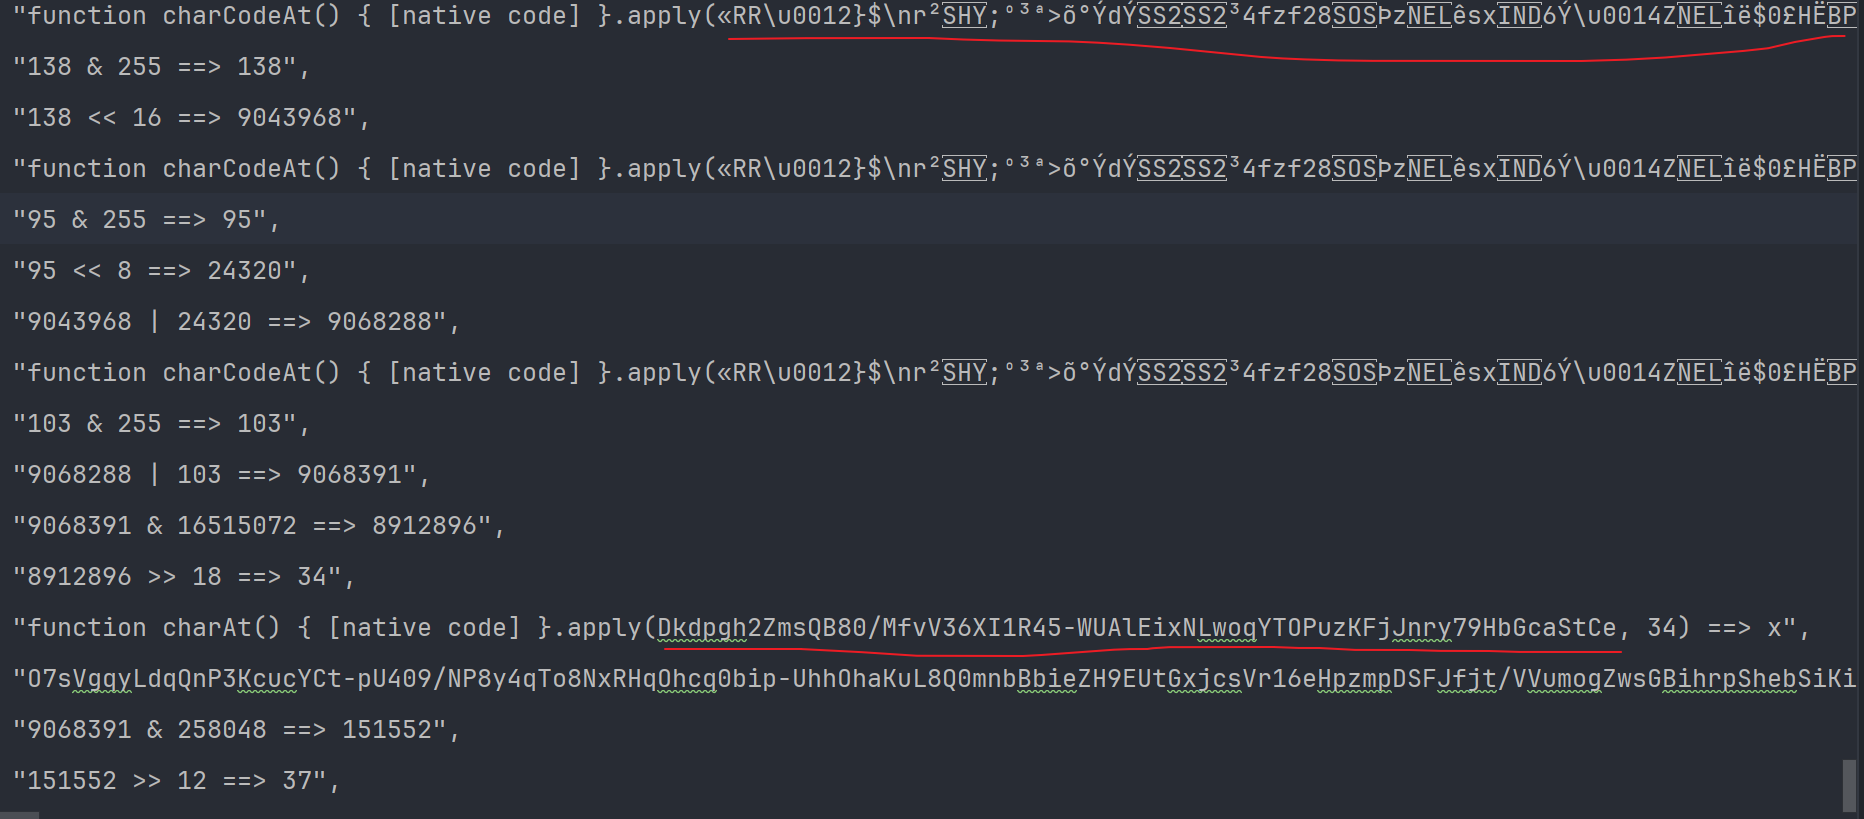 "function charCodeAt() { [native code] }.apply(«RR\u0012}$\nr²SHY;º³ª>õ°ÝdÝSS2SS2³4fzf28SOSÞzNELêsxIND6Ý\u0014ZNELîë$0£HËBP
"138 & 255 ==> 138",
"138 << 16 ==> 9043968",
"function charCodeAt() { [native code] }.apply(«RR\u0012}$\nr²SHY;º³ª>õ°ÝdÝSS2SS2³4fzf28SOSÞzNELêsxIND6Ý\u0014ZNELîë$0£HËBP
"95 & 255 ==> 95",
"95 << 8 ==> 24320",
"9043968 | 24320 ==> 9068288",
"function charCodeAt() { [native code] }.apply(«RR\u0012}$\nr²SHY;º³ª>õ°ÝdÝSS2SS2³4fzf28SOSÞzNELêsxIND6Ý\u0014ZNELîë$0£HËBP
"103 & 255 ==> 103",
"9068288 | 103 ==> 9068391",
"9068391 & 16515072 ==> 8912896",
"8912896 >> 18 ==> 34",
"function charAt() { [native code] }.apply(Dkdpgh2ZmsQB80/MfvV36XI1R45-WUAlEixNLwoqYTOPuzKFjJnry79HbGcaStCe, 34) ==> x",
"O7sVgqyLdqQnP3KcucYCt-pU409/NP8y4qTo8NxRHqOhcq0bip-UhhOhaKuL8Q0mnbBbieZH9EUtGxjcsVr16eHpzmpDSFJfjt/VVumogZwsGBihrpShebSiKi
"9068391 & 258048 ==> 151552",
"151552 >> 12 ==> 37",